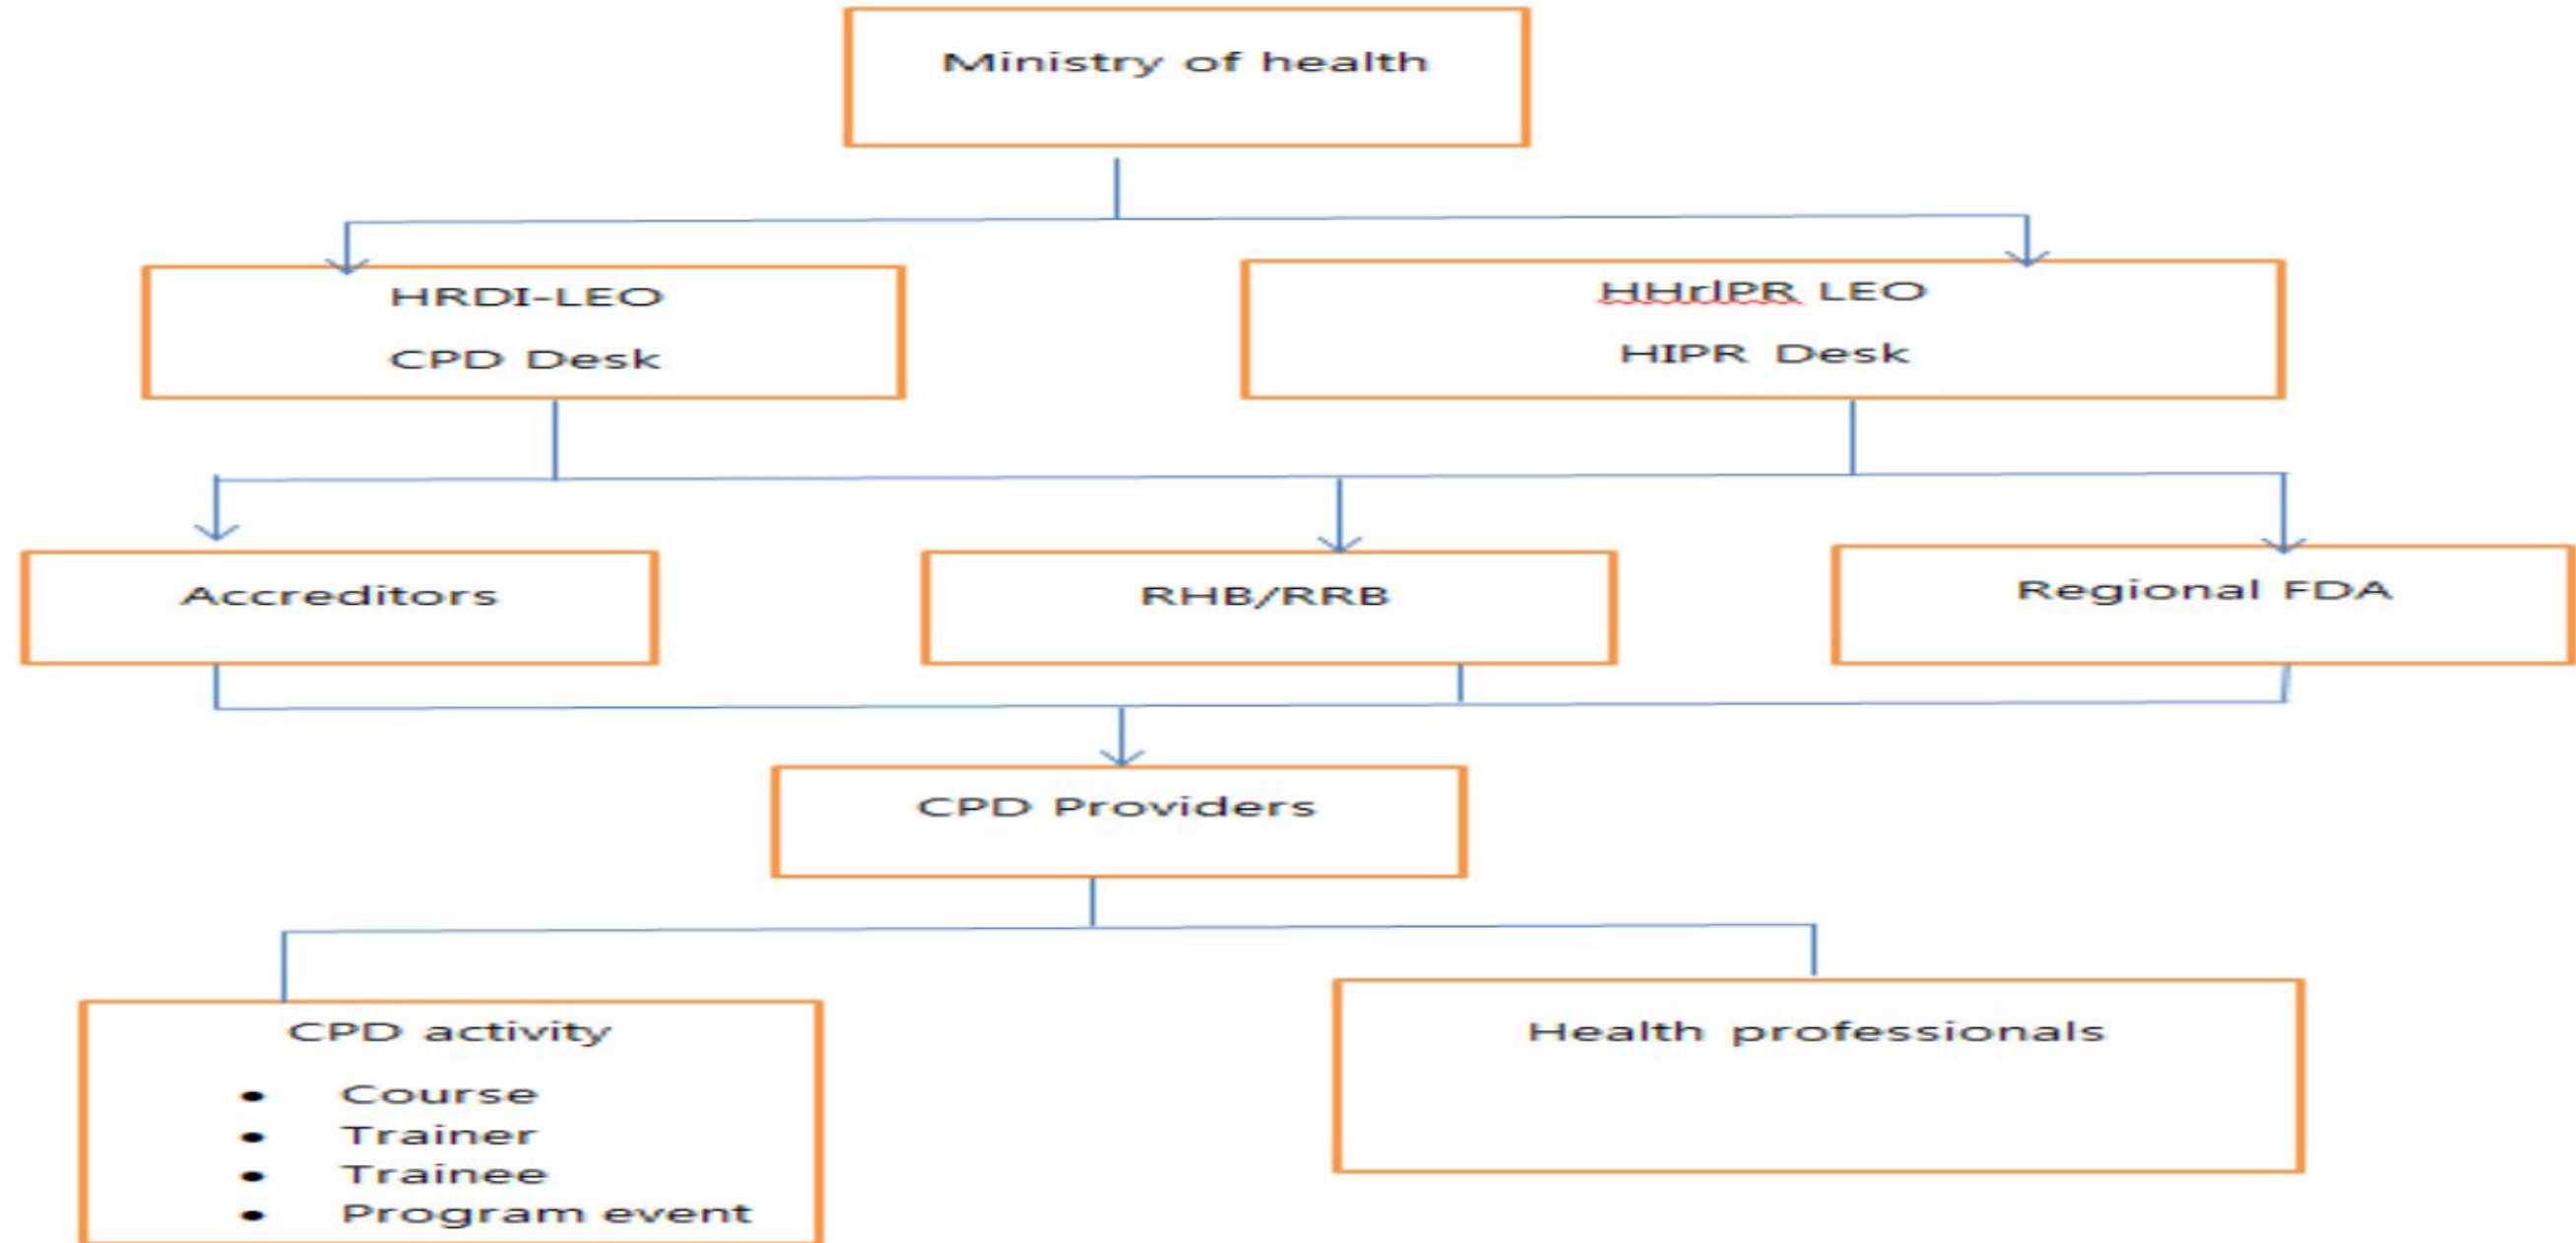 Ministry of health
HRDI-LEO
CPD Desk
HHrlPR LEO
HIPR Desk
Accreditors
RHB/RRB
Regional FDA
CPD Providers
CPD activity
• Course
• Trainer
• Trainee
• Program event
Health professionals